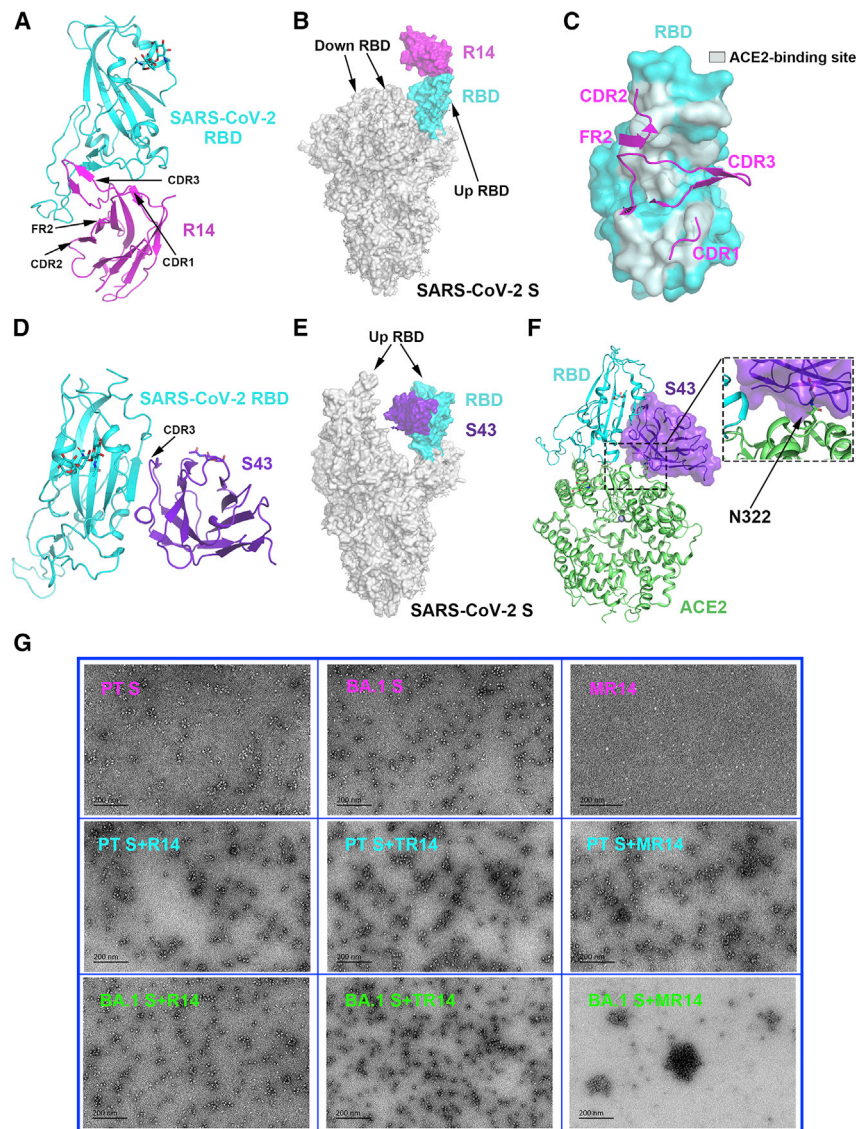 A
SARS-CoV-2
RBD
CDR3
FR2
R14
CDR2
CDR1
B
Down RBD
R14
RBD
Up RBD
SARS-CoV-2 S
C
RBD
ACE2-binding site
CDR2
FR2
CDR3
CDR1
D
SARS-CoV-2 RBD
CDR3
S43
E
Up RBD
RBD
S43
SARS-CoV-2 S
F
RBD
S43
N322
ACE2
G
PT S
BA.1 S
MR14
200 nm
200 nm
200 nm
PT S+R14
PT S+TR14
PT S+MR14
200 nm
200 nm
200 nm
BA.1 S+R14
BA.1 S+TR14
BA.1 S+MR14
200 nm
200 nm
200 nm